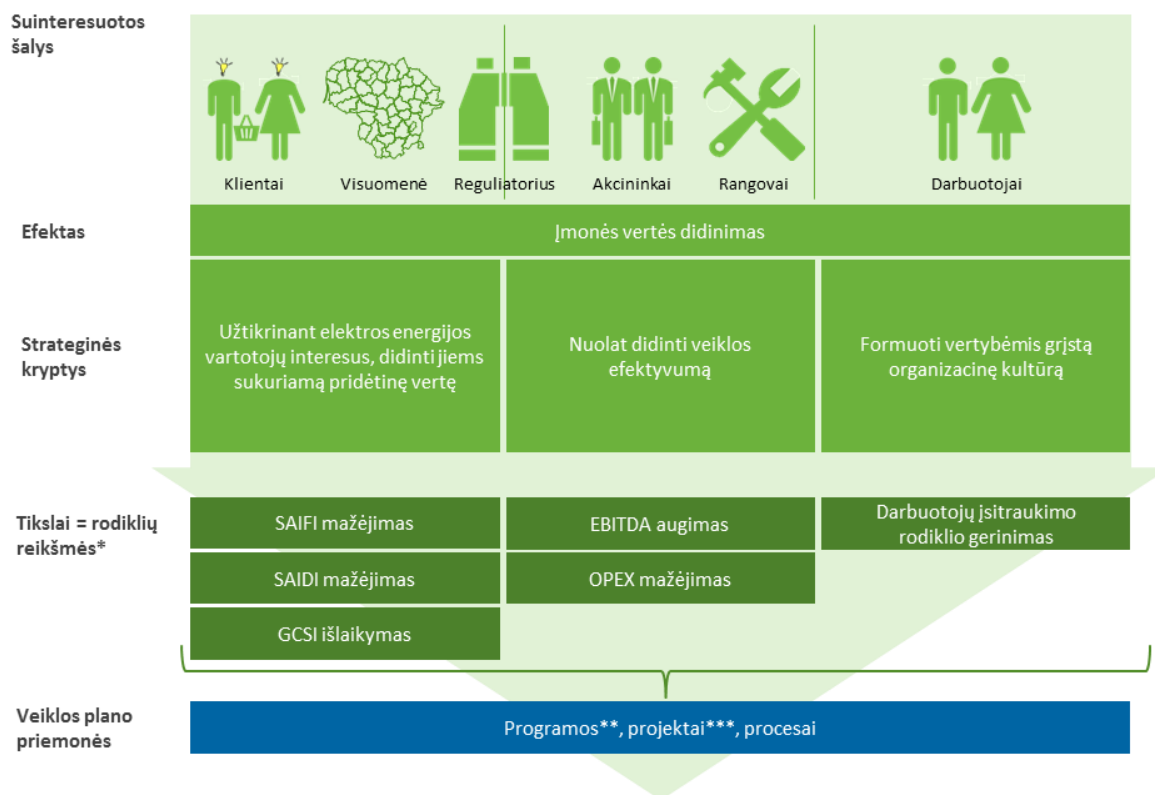 Suinteresuotos
šalys
Klientai
Visuomenė
Reguliatorius
Akcininkai
Rangovai
Darbuotojai
Efektas
Įmonės vertės didinimas
Strateginės
kryptys
Užtikrinant elektros energijos
vartotojų interesus, didinti jiems
sukuriamą pridėtinę vertę
Nuolat didinti veiklos
efektyvumą
Formuoti vertybėmis grįstą
organizacinę kultūrą
Tikslai = rodiklių
reikšmės*
SAIFI mažėjimas
EBITDA augimas
Darbuotojų įsitraukimo
rodiklio gerinimas
SAIDI mažėjimas
OPEX mažėjimas
GCSI išlaikymas
Veiklos plano
priemonės
Programos**, projektai***, procesai